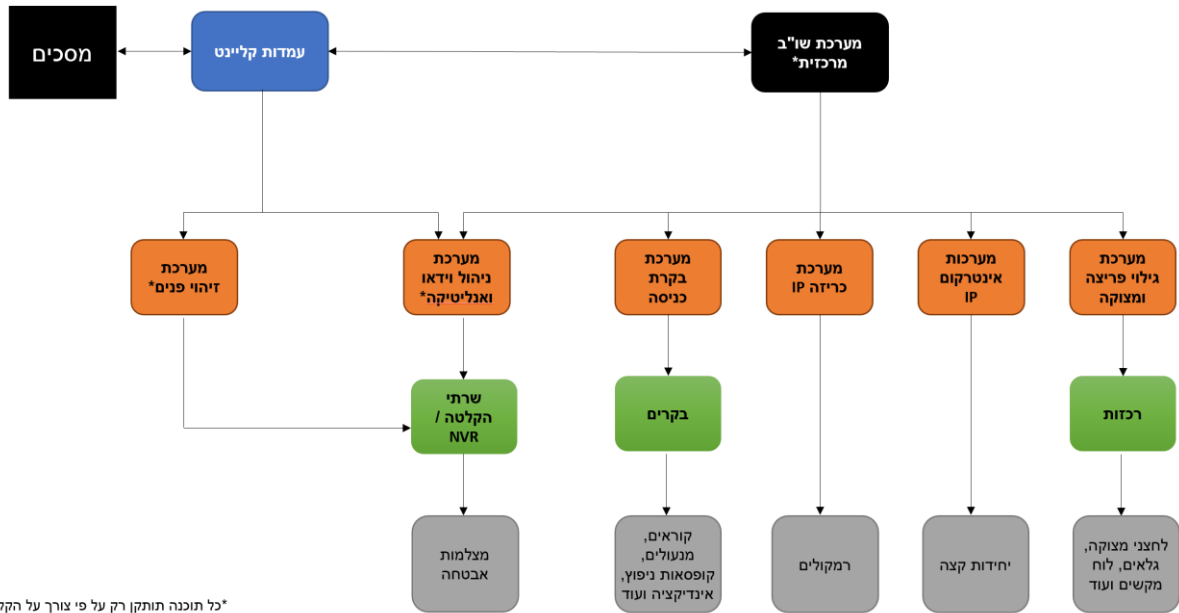 מסכים
עמדות קליינט
מערכת שו"ב
מרכזית*
מערכת
גילוי פריצה
ומצוקה
מערכות
אינטרקום
IP
מערכת
כריזה IP
מערכת
בקרת
כניסה
מערכת
ניהול וידאו
ואנליטיקה*
מערכת
זיהוי פנים*
רכזות
בקרים
שרתי
הקלטה /
NVR
לחצני מצוקה,
גלאים, לוח
מקשים ועוד
יחידות קצה
רמקולים
קוראים,
מנעולים,
קופסאות ניפוץ,
אינדיקציה ועוד
מצלמות
אבטחה
*כל תוכנה תותקן רק על פי צורך על